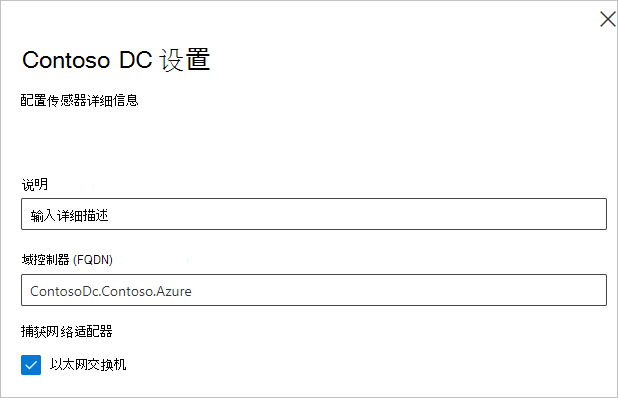 Contoso DC 设置
配置传感器详细信息
说明
输入详细描述
域控制器 (FQDN)
ContosoDc.Contoso.Azure
捕获网络适配器
以太网交换机